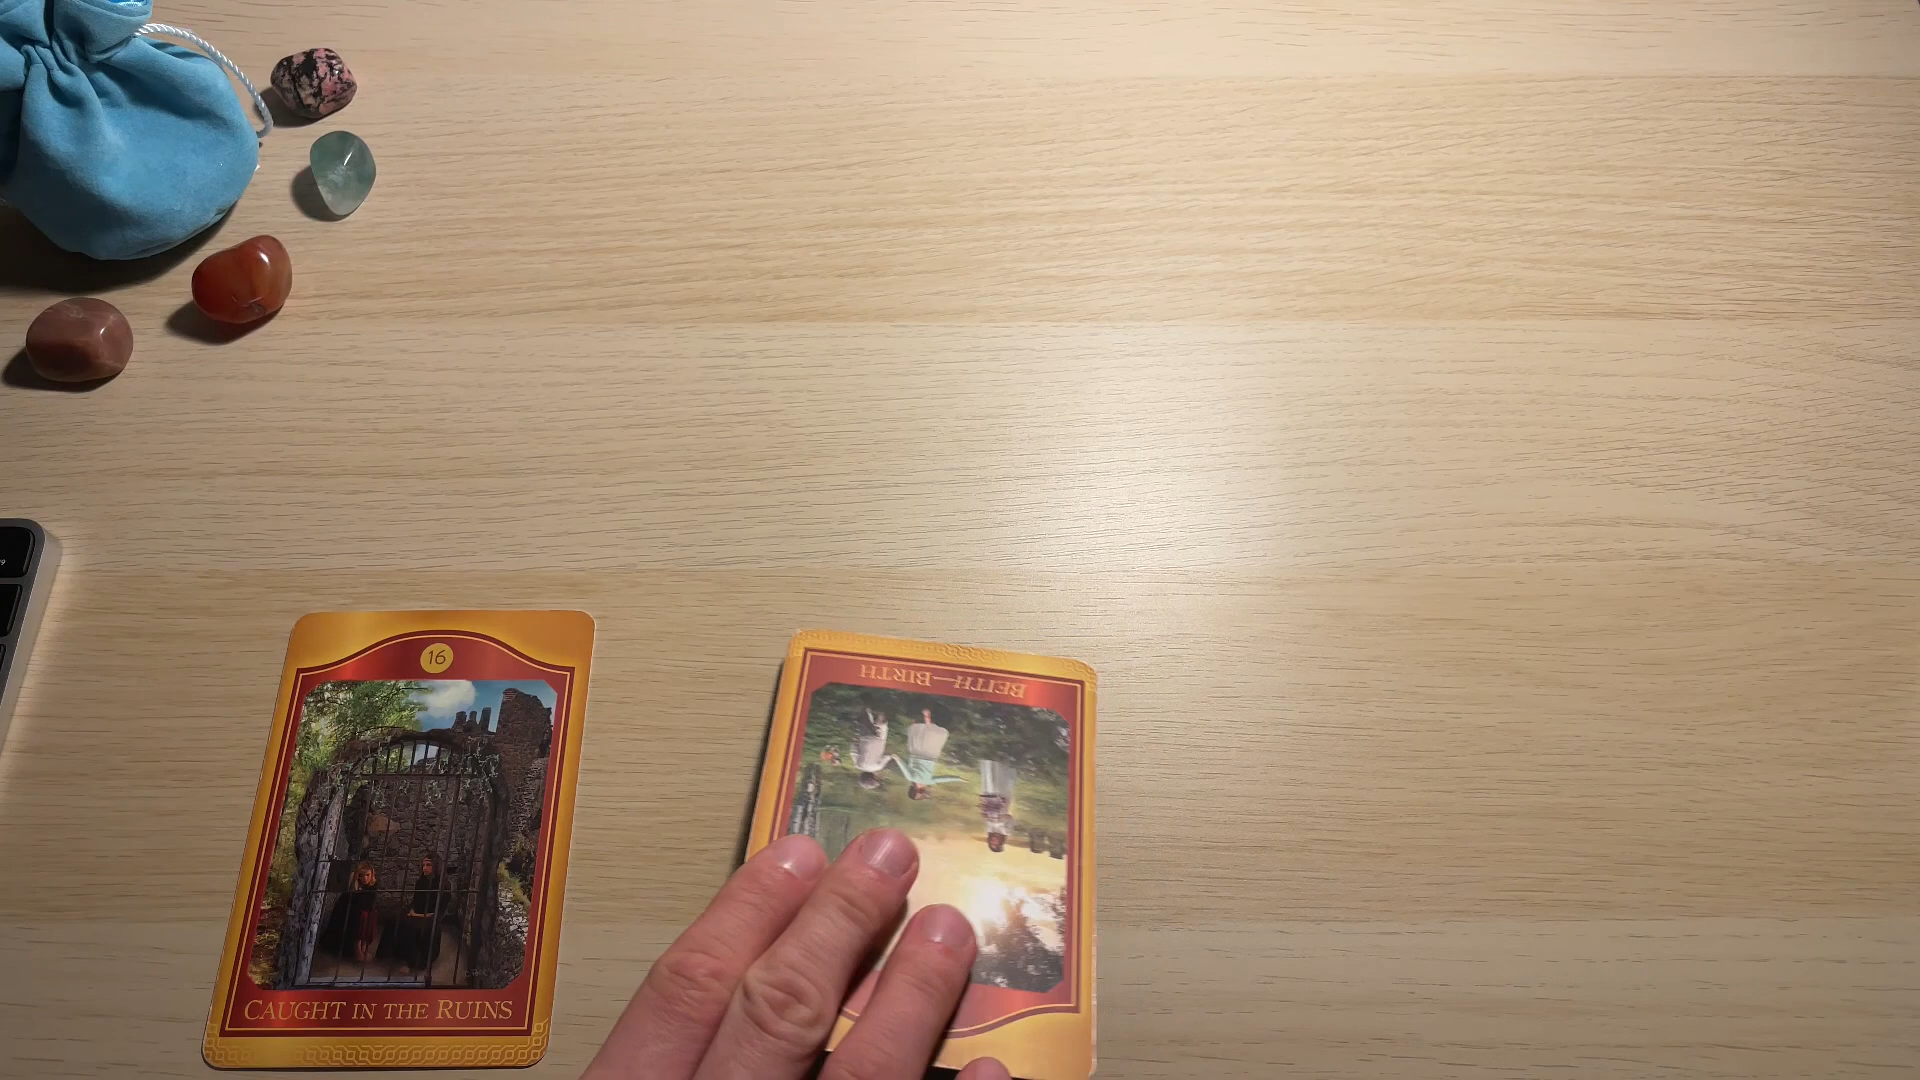 16
CAUGHT IN THE RUINS
BEITH—BIRTH